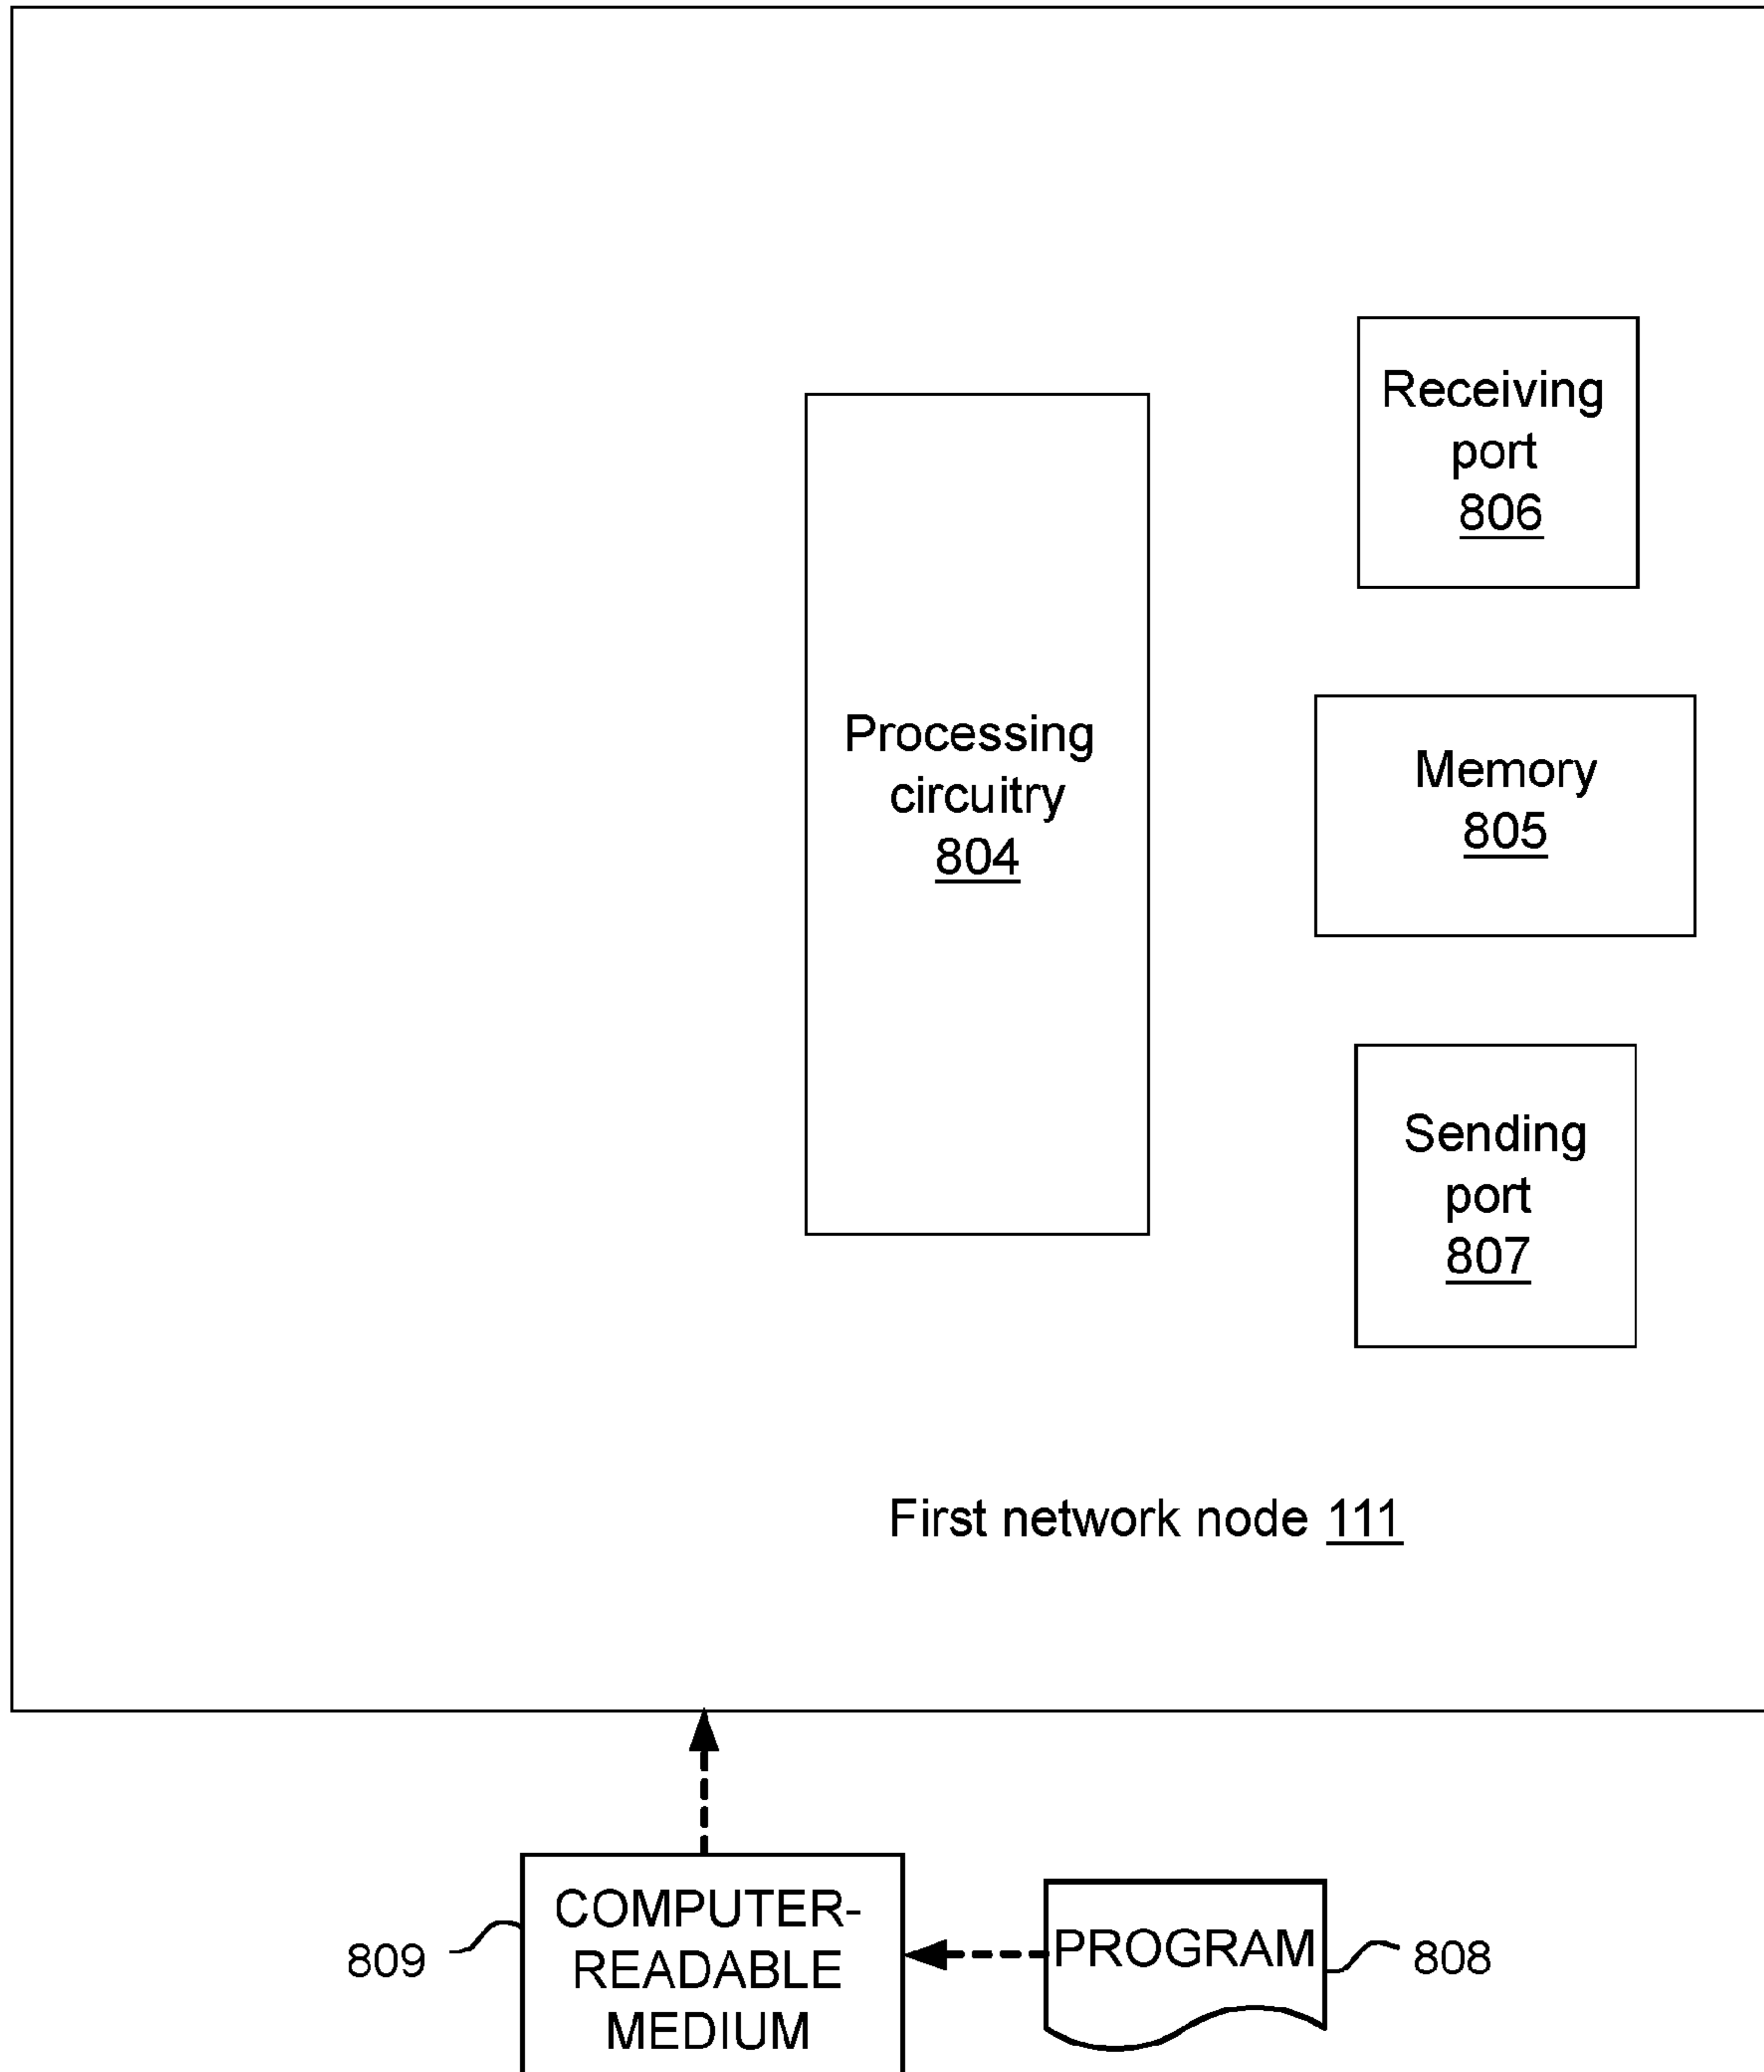 Receiving
port
806
Processing
circuitry
804
Memory
805
Sending
port
807
First network node 111
COMPUTER-
READABLE
MEDIUM
809
PROGRAM
808